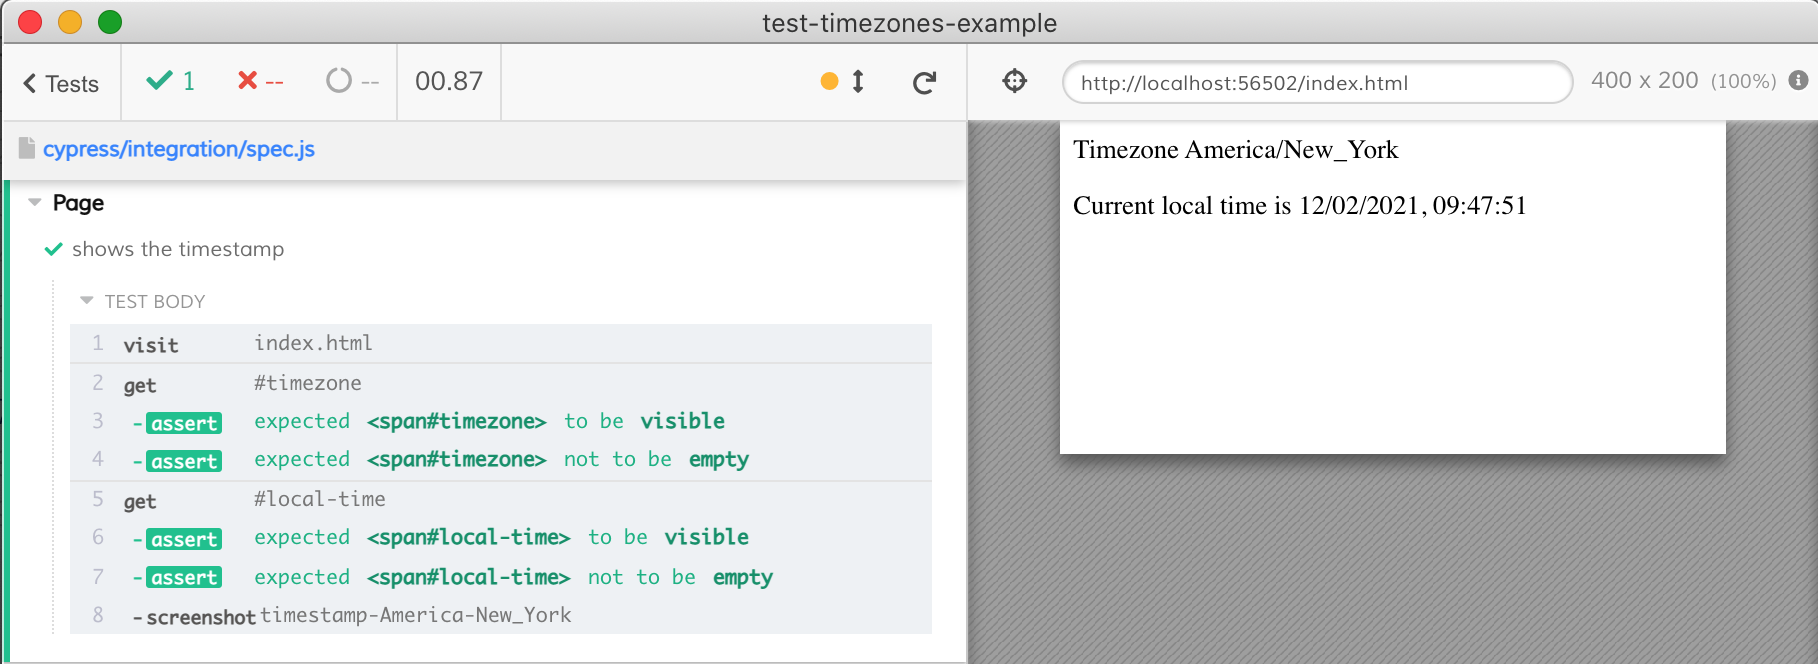 test-timezones-example
Tests 1 -- -- 00.87
http://localhost:56502/index.html 400 x 200 (100%)
cypress/integration/spec.js
Page
shows the timestamp
TEST BODY
1 visit index.html
2 get #timezone
3 -assert expected <span#timezone> to be visible
4 -assert expected <span#timezone> not to be empty
5 get #local-time
6 -assert expected <span#local-time> to be visible
7 -assert expected <span#local-time> not to be empty
8 -screenshot timestamp-America-New_York
Timezone America/New_York
Current local time is 12/02/2021, 09:47:51